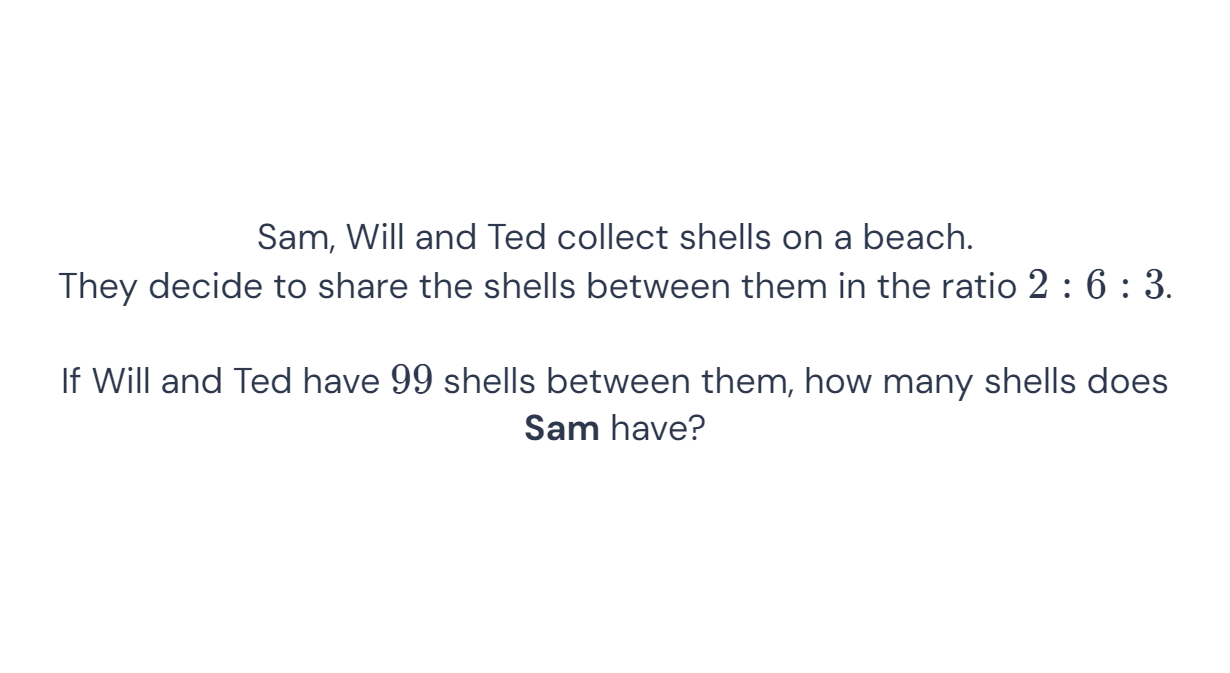 Sam, Will and Ted collect shells on a beach.
They decide to share the shells between them in the ratio 2 : 6 : 3.
If Will and Ted have 99 shells between them, how many shells does
Sam have?